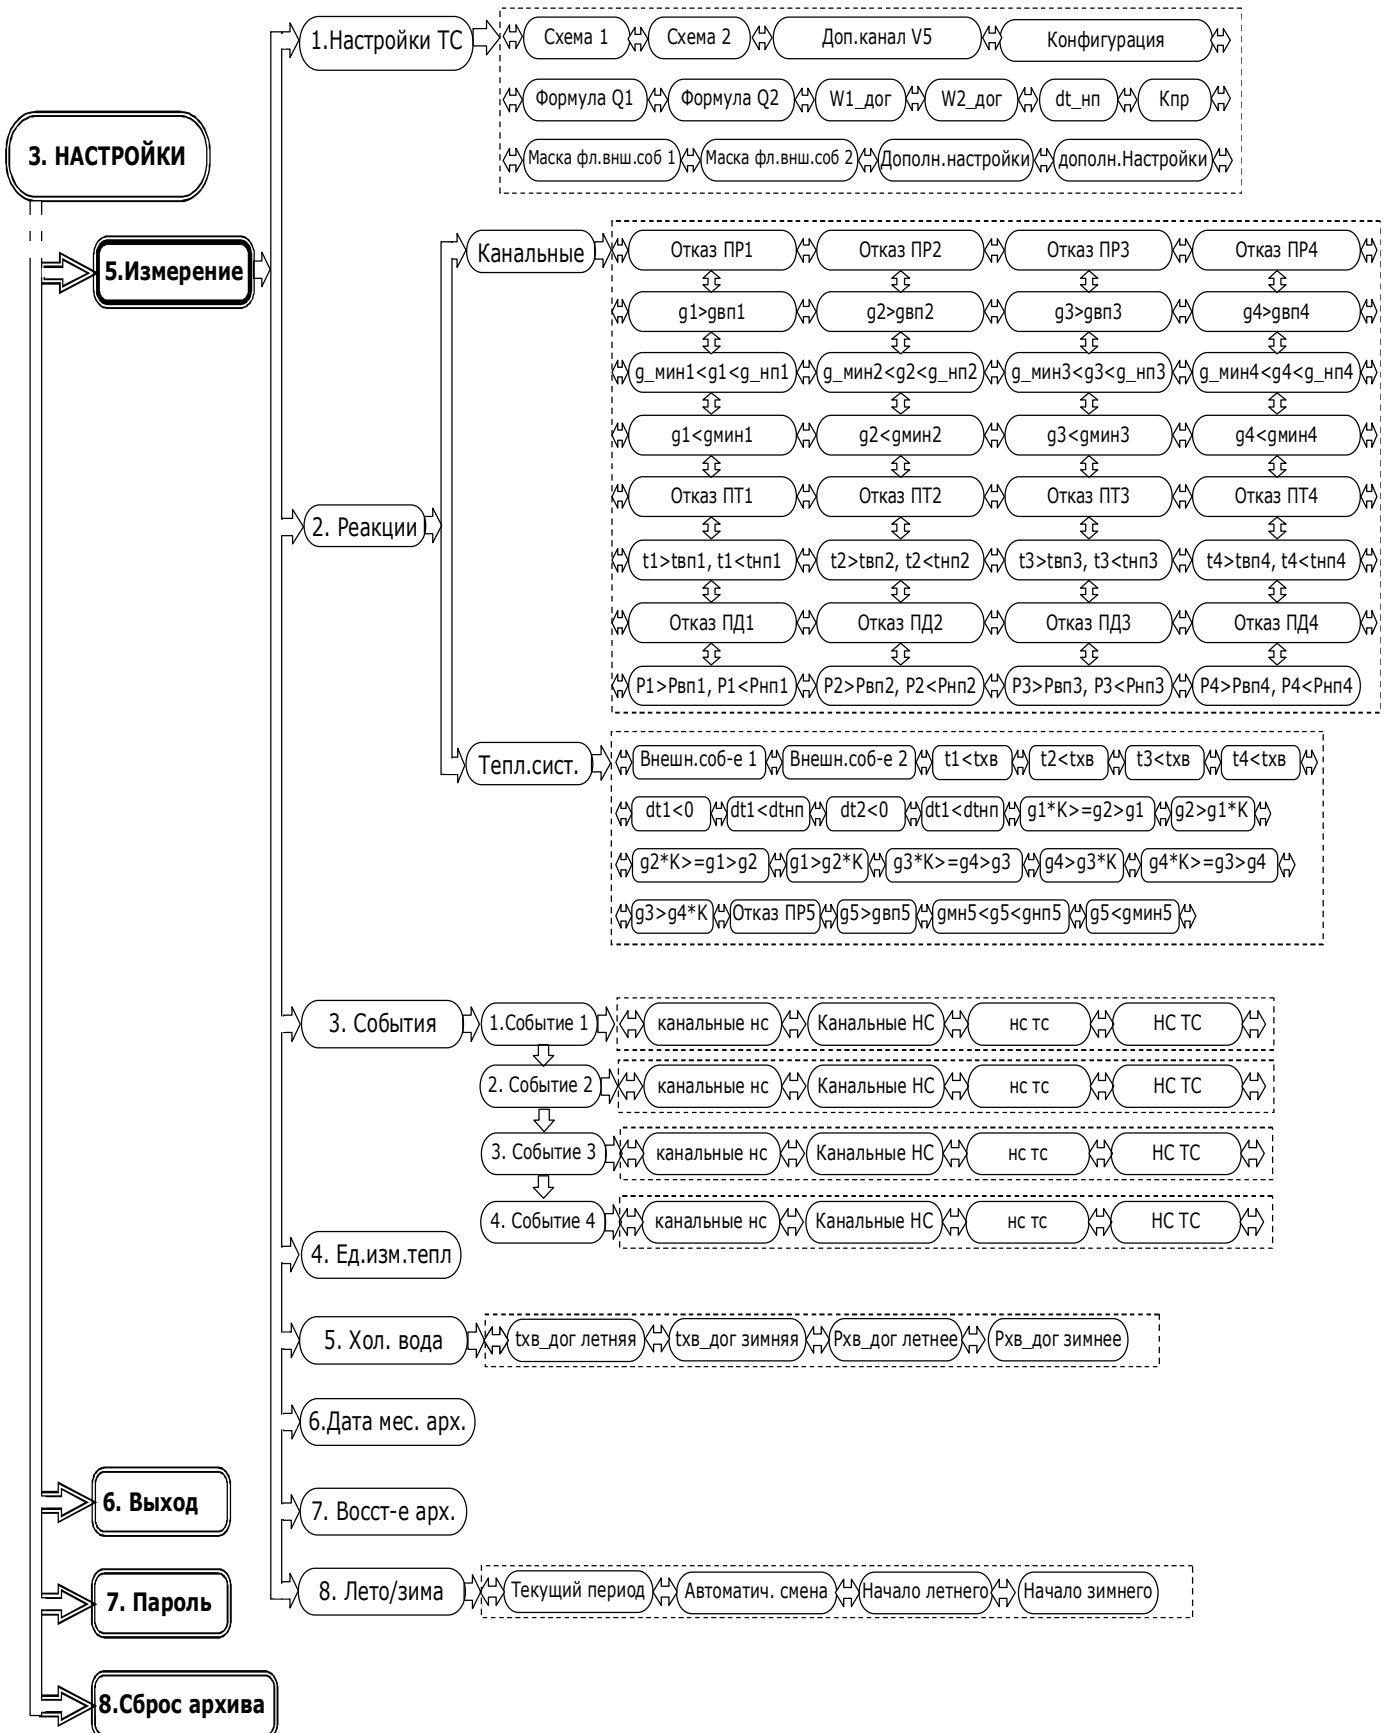 1.Настройки ТС
Схема 1 Схема 2 Доп.канал V5 Конфигурация
Формула Q1 Формула Q2 W1_дог W2_дог dt_нп Кпр
3. НАСТРОЙКИ
Маска фл.внш.соб 1 Маска фл.внш.соб 2 Дополн.настройки дополн.Настройки
5.Измерение
2. Реакции
Канальные
Отказ ПР1 Отказ ПР2 Отказ ПР3 Отказ ПР4
g1>gвп1 g2>gвп2 g3>gвп3 g4>gвп4
g_мин1<g1<g_нп1 g_мин2<g2<g_нп2 g_мин3<g3<g_нп3 g_мин4<g4<g_нп4
g1<gмин1 g2<gмин2 g3<gмин3 g4<gмин4
Отказ ПТ1 Отказ ПТ2 Отказ ПТ3 Отказ ПТ4
t1>tвп1, t1<tнп1 t2>tвп2, t2<tнп2 t3>tвп3, t3<tнп3 t4>tвп4, t4<tнп4
Отказ ПД1 Отказ ПД2 Отказ ПД3 Отказ ПД4
P1>Pвп1, P1<Pнп1 P2>Pвп2, P2<Pнп2 P3>Pвп3, P3<Pнп3 P4>Pвп4, P4<Pнп4
Тепл.сист.
Внешн.соб-е 1 Внешн.соб-е 2 t1<tхв t2<tхв t3<tхв t4<tхв
dt1<0 dt1<dtнп dt2<0 dt1<dtнп g1*K>=g2>g1 g2>g1*K
g2*K>=g1>g2 g1>g2*K g3*K>=g4>g3 g4>g3*K g4*K>=g3>g4
g3>g4*K Отказ ПР5 g5>gвп5 gмн5<g5<gнп5 g5<gмин5
3. События
1.Событие 1 канальные нс Канальные НС нс тс НС ТС
2. Событие 2 канальные нс Канальные НС нс тс НС ТС
3. Событие 3 канальные нс Канальные НС нс тс НС ТС
4. Событие 4 канальные нс Канальные НС нс тс НС ТС
4. Ед.изм.тепл
5. Хол. вода
tхв_дог летняя tхв_дог зимняя Рхв_дог летнее Рхв_дог зимнее
6.Дата мес. арх.
6. Выход
7. Восст-е арх.
8. Лето/зима
Текущий период Автоматич. смена Начало летнего Начало зимнего
7. Пароль
8.Сброс архива